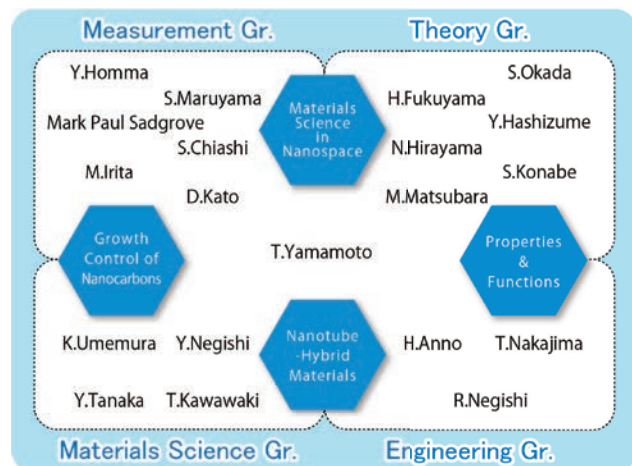 Measurement Gr.
Theory Gr.
Y.Homma
S.Maruyama
Mark Paul Sadgrove
S.Chiashi
M.Irita
D.Kato
Materials
Science
in
Nanospace
S.Okada
H.Fukuyama
Y.Hashizume
N.Hirayama
S.Konabe
M.Matsubara
Growth
Control of
Nanocarbons
T.Yamamoto
Properties
&
Functions
K.Umemura
Y.Negishi
Y.Tanaka
T.Kawawaki
Nanotube
-Hybrid
Materials
H.Anno
T.Nakajima
R.Negishi
Materials Science Gr.
Engineering Gr.